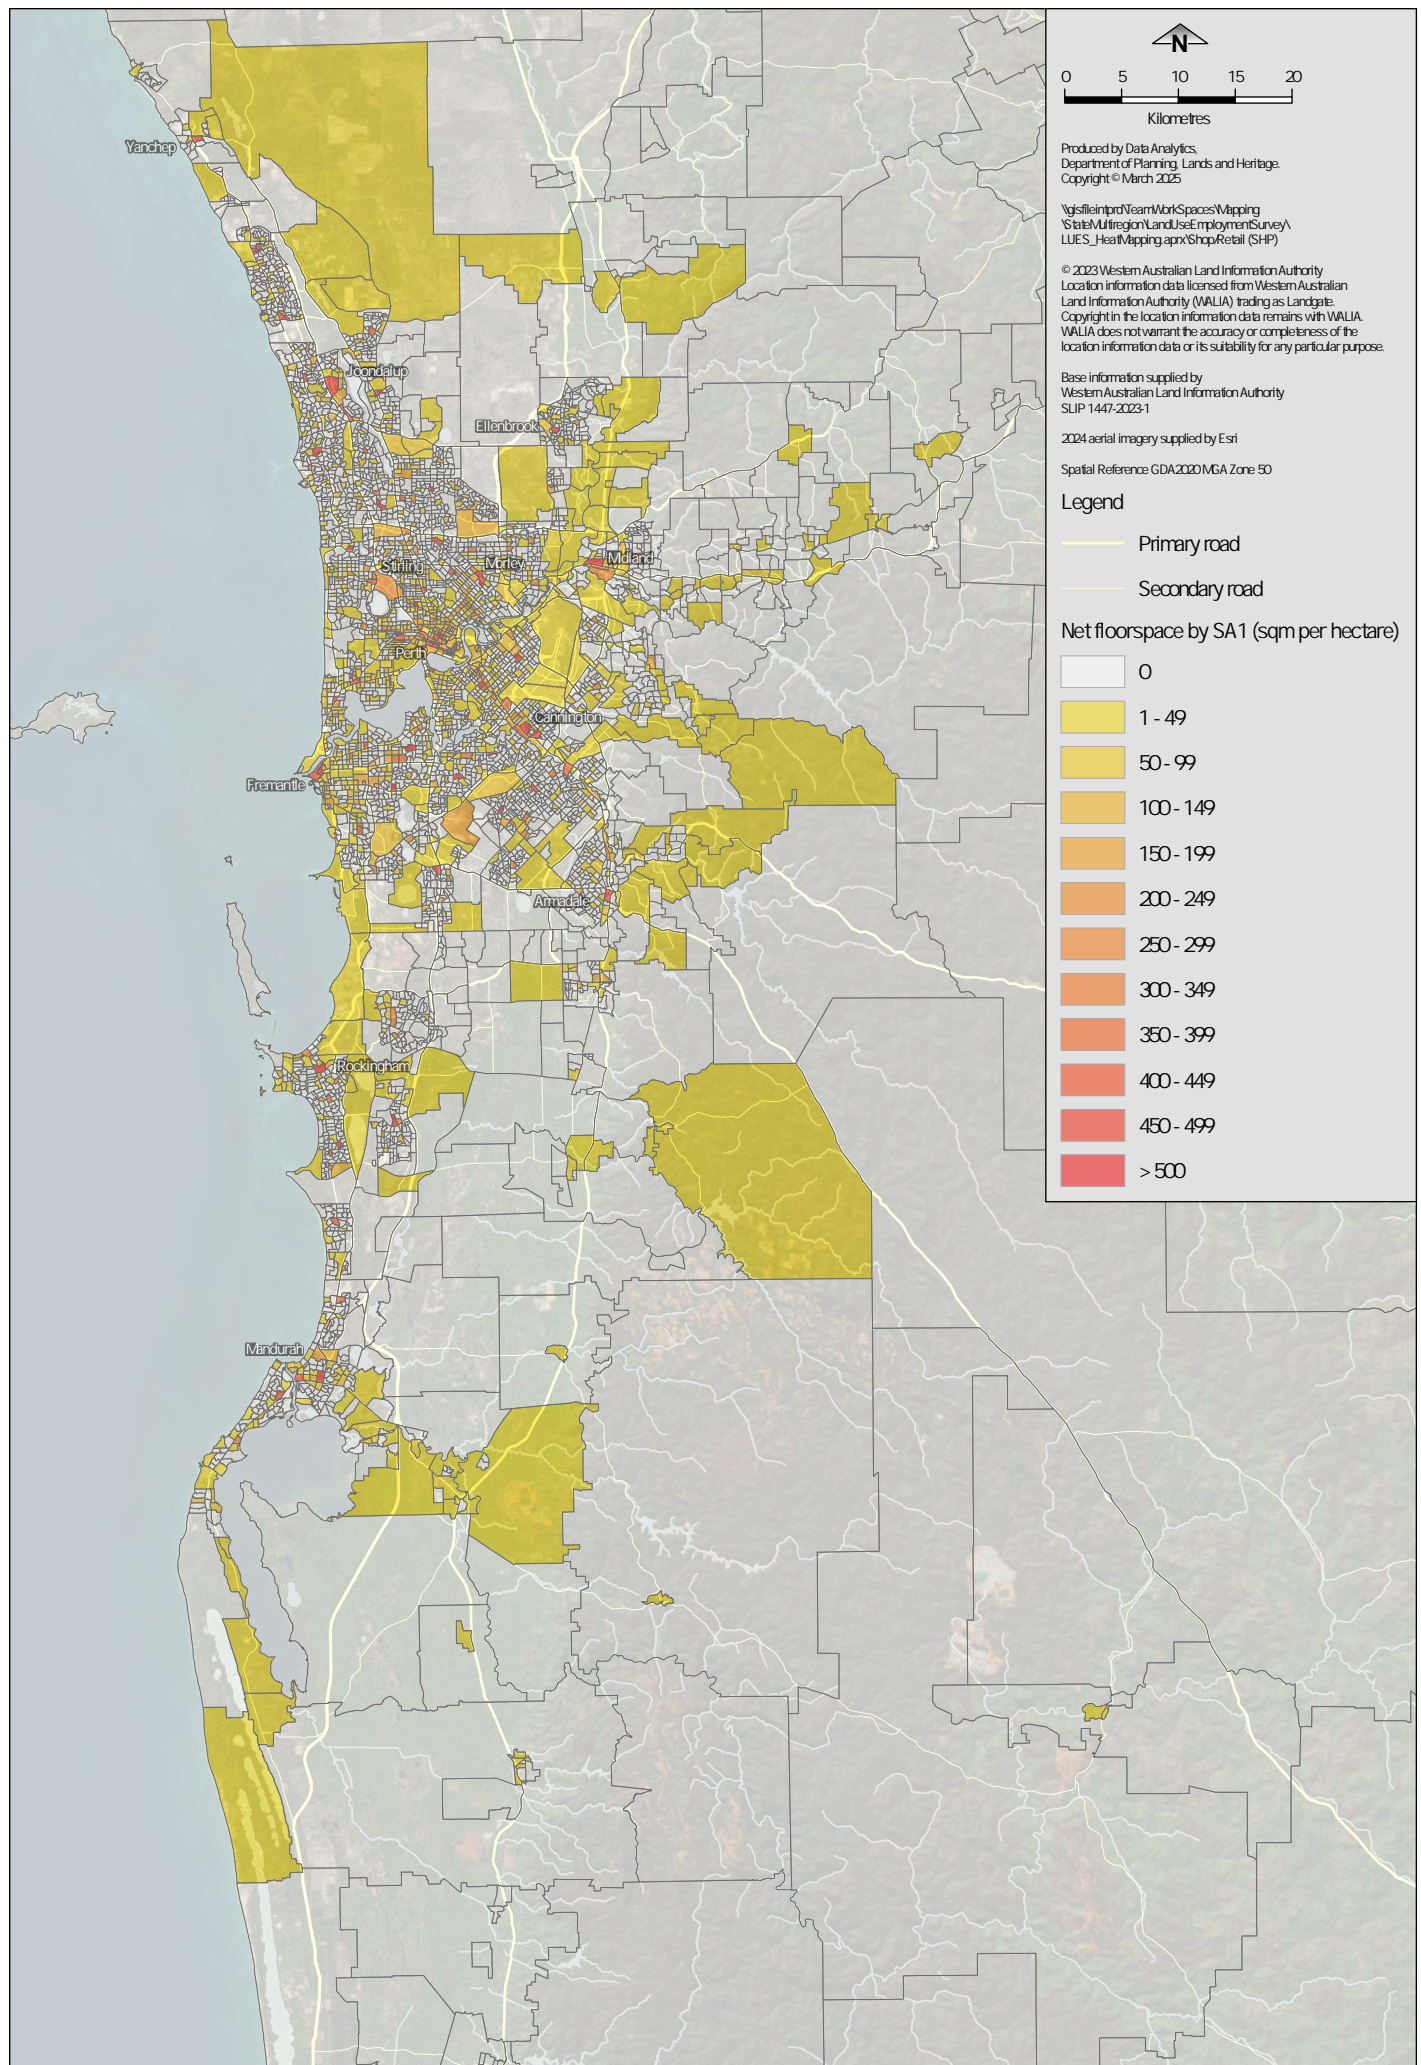 N
0 5 10 15 20
Kilometres
Produced by Data Analytics,
Department of Planning, Lands and Heritage.
Copyright © March 2025
\\gisfileintprd\TeamWorkSpaces\Mapping
\StateMultiregion\LandUseEmploymentSurvey\
LUES_HeatMapping.aprx\Shop/Retail (SHP)
© 2023 Western Australian Land Information Authority
Location information data licensed from Western Australian
Land Information Authority (WALIA) trading as Landgate.
Copyright in the location information data remains with WALIA.
WALIA does not warrant the accuracy or completeness of the
location information data or its suitability for any particular purpose.
Base information supplied by
Western Australian Land Information Authority
SLIP 1447-2023-1
2024 aerial imagery supplied by Esri
Spatial Reference GDA2020 MGA Zone 50
Legend
Primary road
Secondary road
Net floorspace by SA1 (sqm per hectare)
0
1 - 49
50 - 99
100 - 149
150 - 199
200 - 249
250 - 299
300 - 349
350 - 399
400 - 449
450 - 499
> 500
Yanchep
Joondalup
Ellenbrook
Stirling
Morley
Midland
Perth
Cannington
Fremantle
Armadale
Rockingham
Mandurah